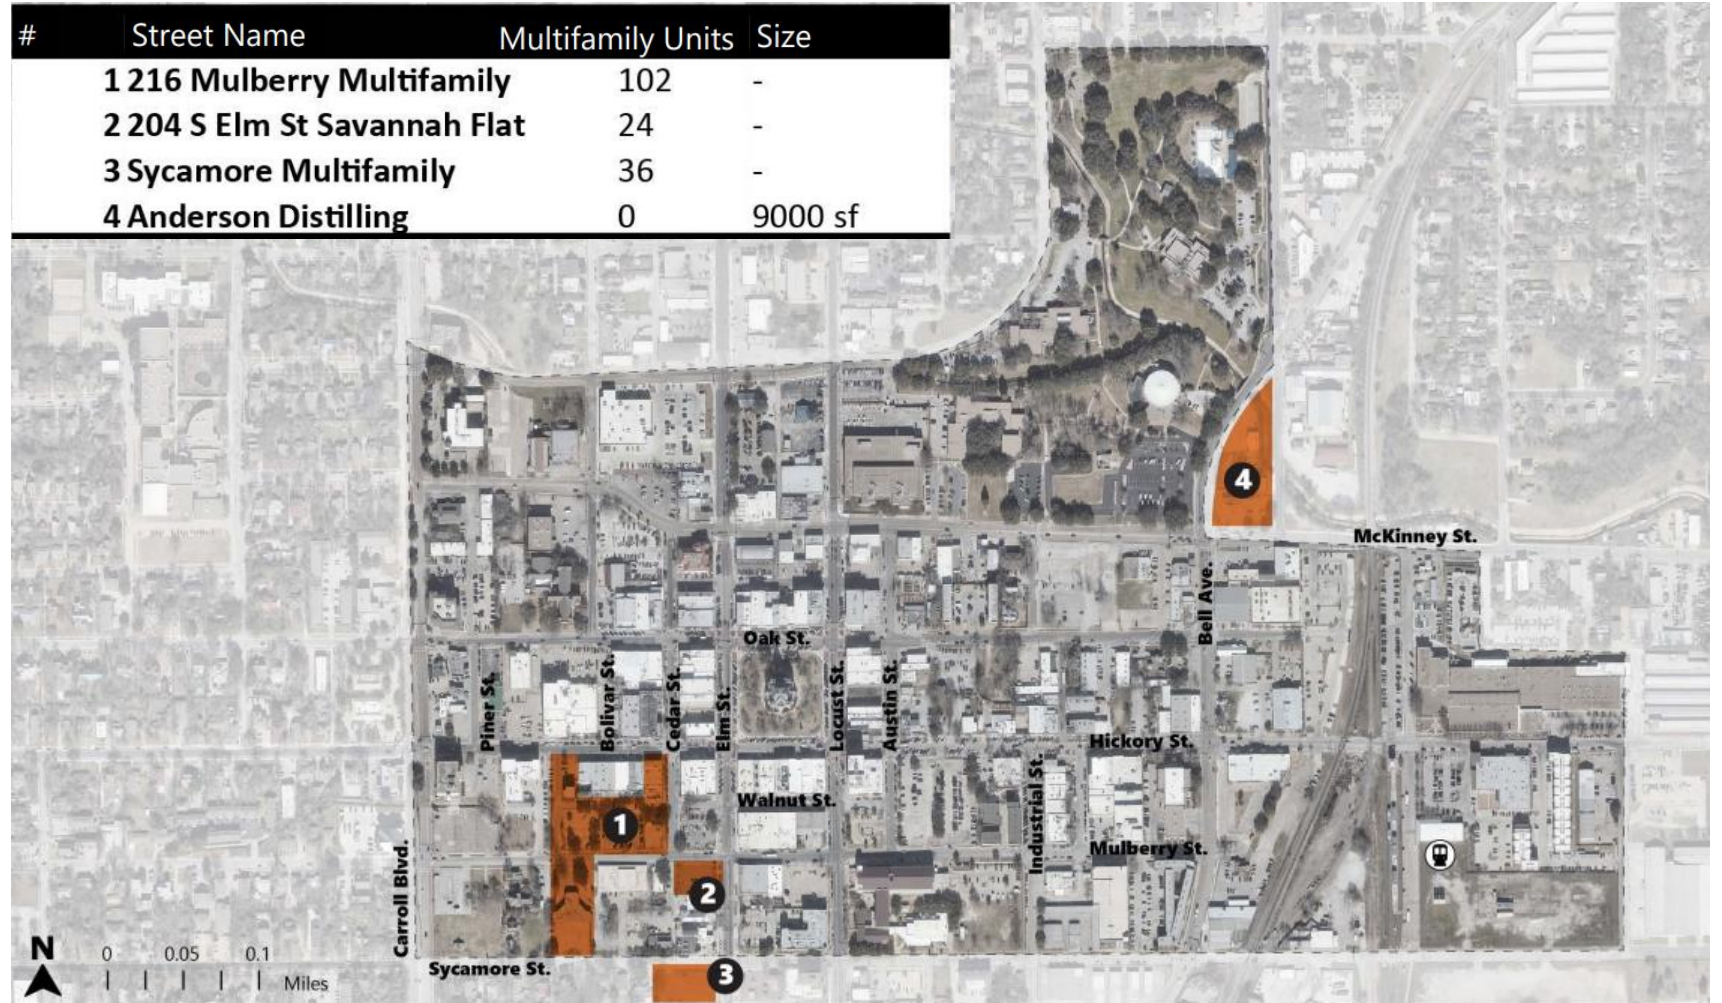 # Street Name Multifamily Units Size
1 216 Mulberry Multifamily 102 -
2 204 S Elm St Savannah Flat 24 -
3 Sycamore Multifamily 36 -
4 Anderson Distilling 0 9000 sf
4
McKinney St.
Bell Ave.
Oak St.
Piner St.
Bolivar St.
Cedar St.
Elm St.
Locust St.
Austin St.
Hickory St.
Industrial St.
Walnut St.
1
Mulberry St.
Carroll Blvd.
2
N
0 0.05 0.1
Miles
Sycamore St.
3